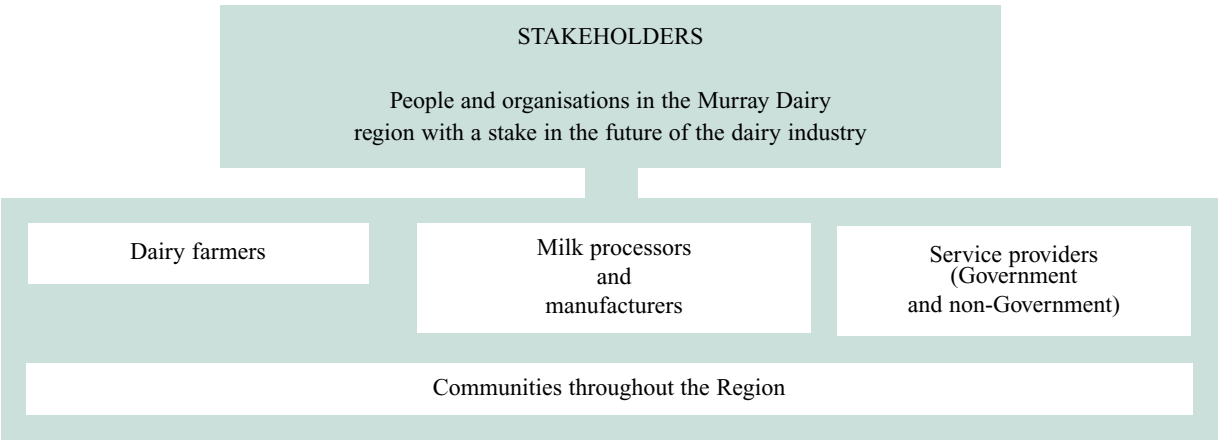 STAKEHOLDERS
People and organisations in the Murray Dairy
region with a stake in the future of the dairy industry
Dairy farmers
Milk processors
and
manufacturers
Service providers
(Government
and non-Government)
Communities throughout the Region